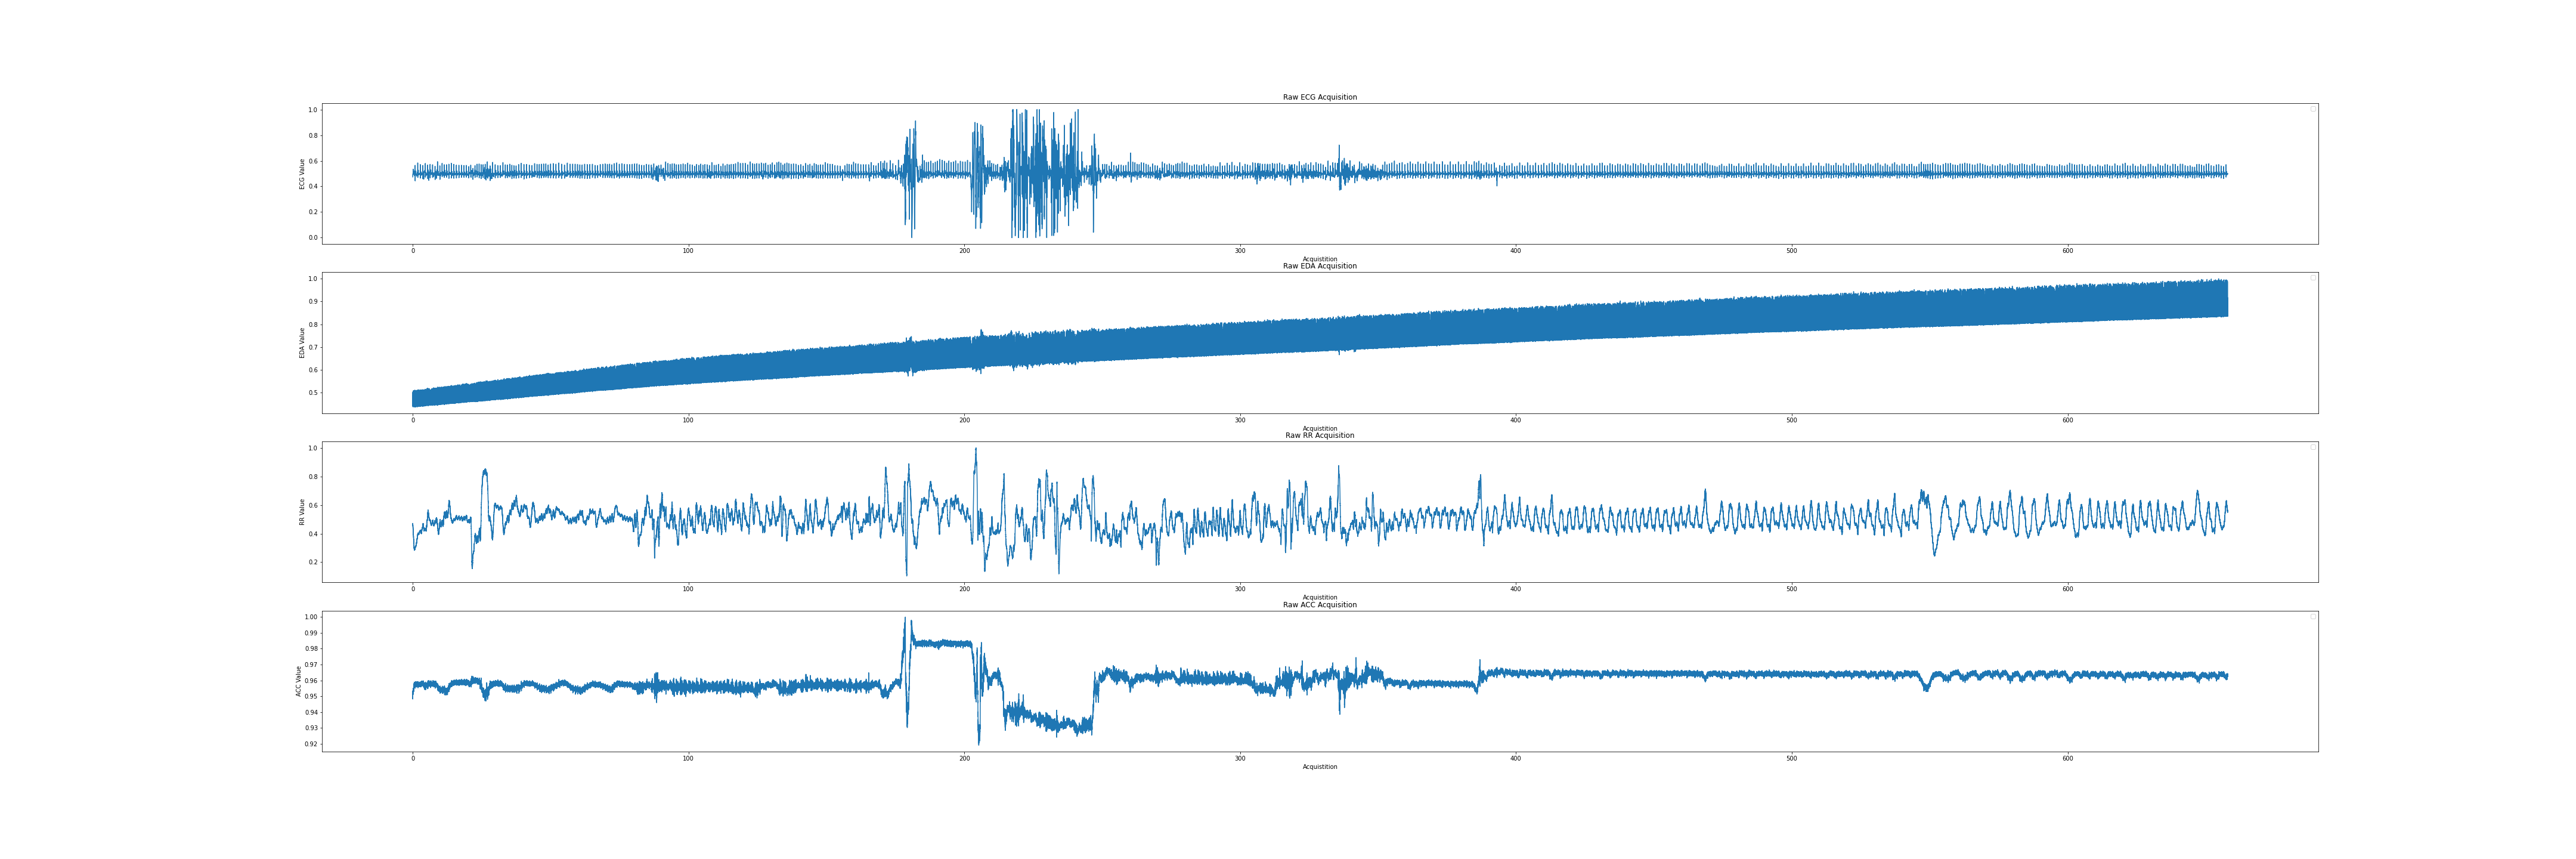 Raw ECG Acquisition
1.0
0.8
0.6
0.4
0.2
0.0
ECG Value
0 100 200 300 400 500 600
Acquistition
Raw EDA Acquisition
1.0
0.9
0.8
0.7
0.6
0.5
EDA Value
0 100 200 300 400 500 600
Acquistition
Raw RR Acquisition
1.0
0.8
0.6
0.4
0.2
RR Value
0 100 200 300 400 500 600
Acquistition
Raw ACC Acquisition
1.00
0.99
0.98
0.97
0.96
0.95
0.94
0.93
0.92
ACC Value
0 100 200 300 400 500 600
Acquistition